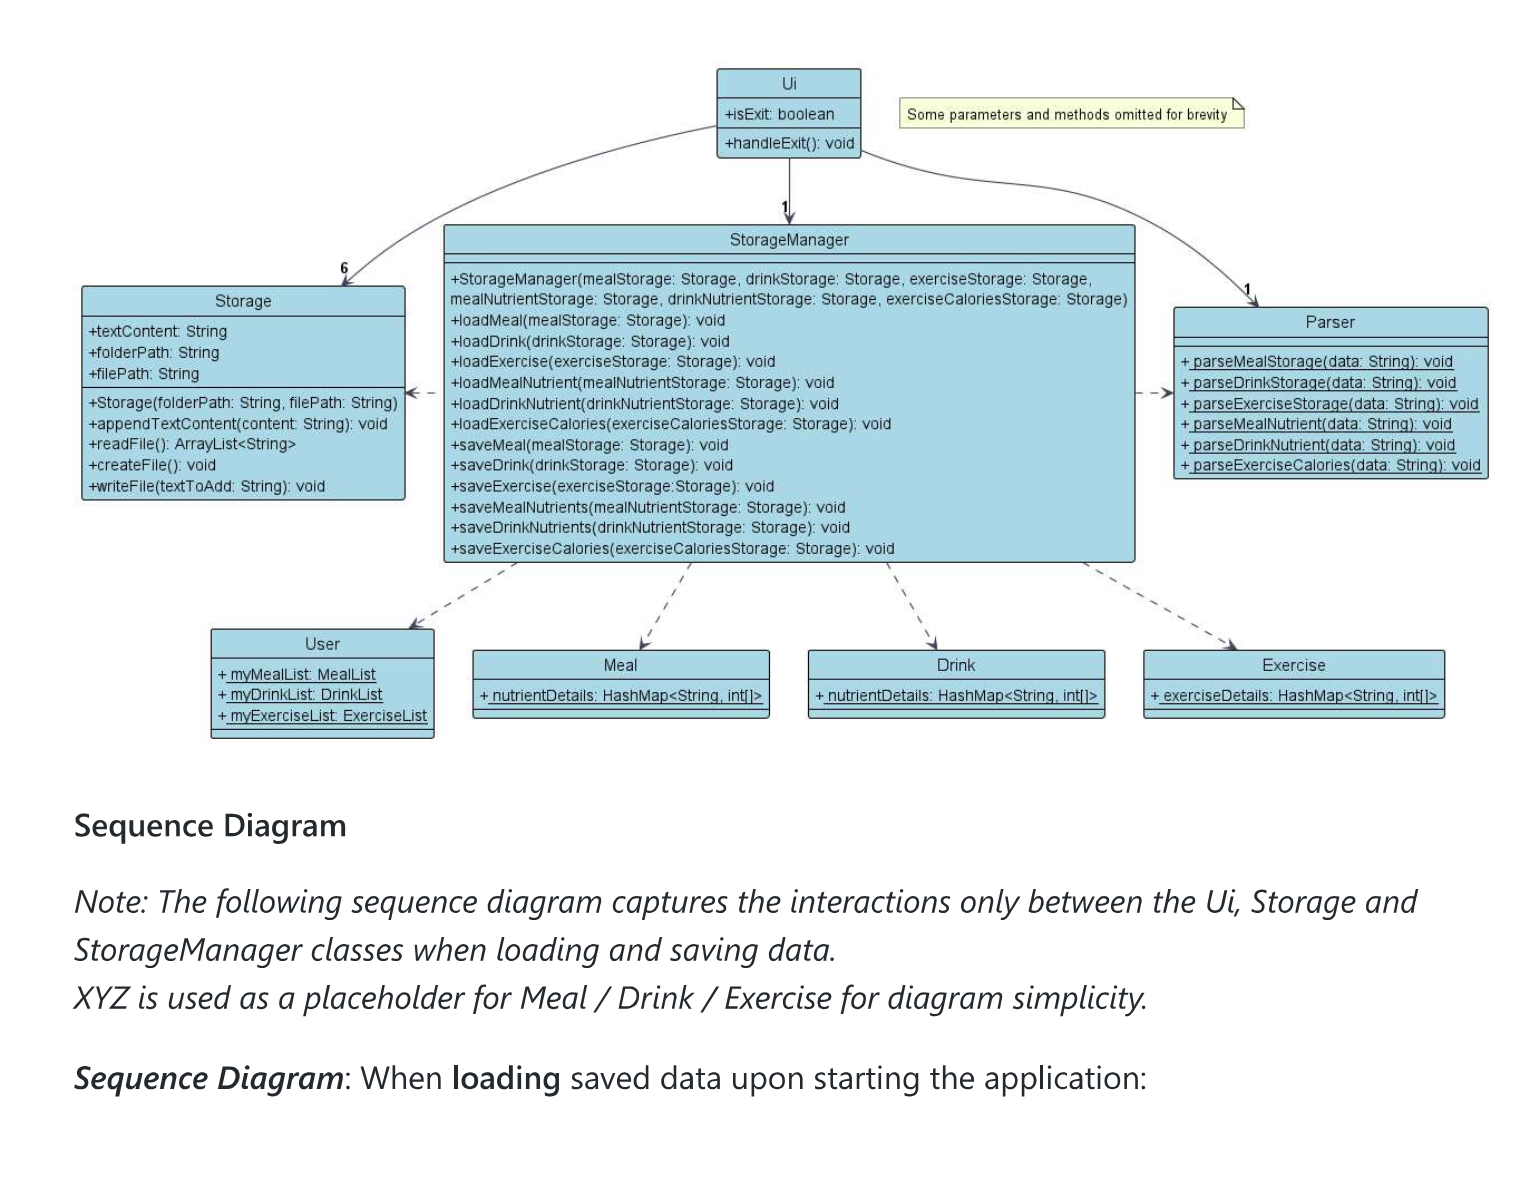 Ui
+isExit: boolean
+handleExit(): void
Some parameters and methods omitted for brevity
6
1
1
Storage
+textContent: String
+folderPath: String
+filePath: String
+Storage(folderPath: String, filePath: String)
+appendTextContent(content: String): void
+readFile(): ArrayList<String>
+createFile(): void
+writeFile(textToAdd: String): void
StorageManager
+StorageManager(mealStorage: Storage, drinkStorage: Storage, exerciseStorage: Storage,
mealNutrientStorage: Storage, drinkNutrientStorage: Storage, exerciseCaloriesStorage: Storage)
+loadMeal(mealStorage: Storage): void
+loadDrink(drinkStorage: Storage): void
+loadExercise(exerciseStorage: Storage): void
+loadMealNutrient(mealNutrientStorage: Storage): void
+loadDrinkNutrient(drinkNutrientStorage: Storage): void
+loadExerciseCalories(exerciseCaloriesStorage: Storage): void
+saveMeal(mealStorage: Storage): void
+saveDrink(drinkStorage: Storage): void
+saveExercise(exerciseStorage:Storage): void
+saveMealNutrients(mealNutrientStorage: Storage): void
+saveDrinkNutrients(drinkNutrientStorage: Storage): void
+saveExerciseCalories(exerciseCaloriesStorage: Storage): void
Parser
+ parseMealStorage(data: String): void
+ parseDrinkStorage(data: String): void
+ parseExerciseStorage(data: String): void
+ parseMealNutrient(data: String): void
+ parseDrinkNutrient(data: String): void
+ parseExerciseCalories(data: String): void
User
+ myMealList: MealList
+ myDrinkList: DrinkList
+ myExerciseList: ExerciseList
Meal
+ nutrientDetails: HashMap<String, int[]>
Drink
+ nutrientDetails: HashMap<String, int[]>
Exercise
+ exerciseDetails: HashMap<String, int[]>
Sequence Diagram
Note: The following sequence diagram captures the interactions only between the Ui, Storage and
StorageManager classes when loading and saving data.
XYZ is used as a placeholder for Meal / Drink / Exercise for diagram simplicity.
Sequence Diagram: When loading saved data upon starting the application: